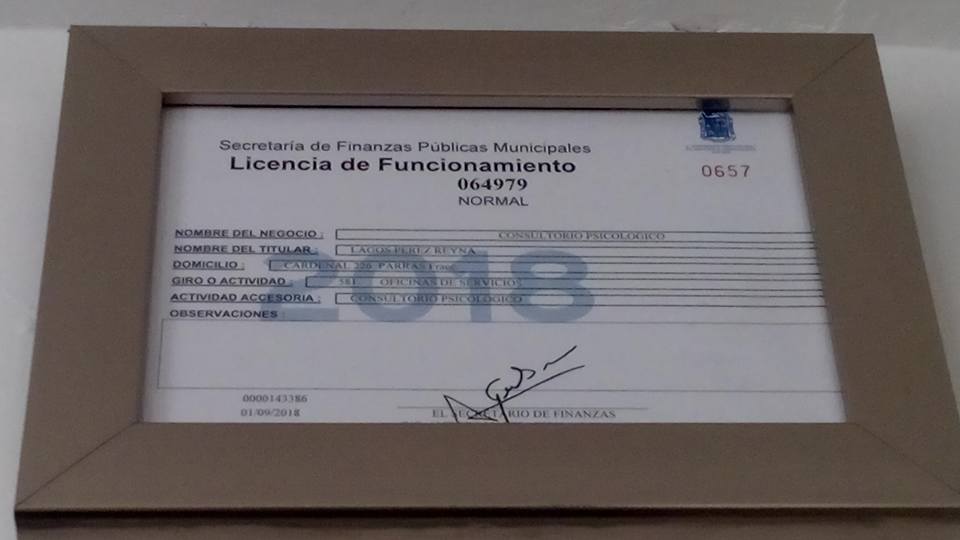 Secretaría de Finanzas Públicas Municipales
Licencia de Funcionamiento
064979
0657
NORMAL
NOMBRE DEL NEGOCIO : CONSULTORIO PSICOLOGICO
NOMBRE DEL TITULAR : LAGOS PEREZ REYNA
DOMICILIO : CARDENAL 226 PARRAS Fracc
GIRO O ACTIVIDAD : 581 OFICINAS DE SERVICIOS
ACTIVIDAD ACCESORIA : CONSULTORIO PSICOLOGICO
2018
OBSERVACIONES :
0000143386
01/09/2018
EL SECRETARIO DE FINANZAS